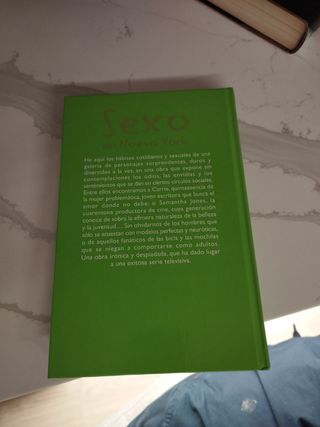 Sexo
en Nueva York
He aquí los hábitos cotidianos y sexuales de una
galería de personajes sorprendentes, duros y
divertidos a la vez, en una obra que expone sin
contemplaciones los odios, las envidias y los
sentimientos que se dan en ciertos círculos sociales.
Entre ellos encontramos a Carrie, quintaesencia de
la mujer problemática, joven escritora que busca el
amor donde no debe; o Samantha Jones, la
cuarentona productora de cine, cuya generación
conoce de sobra la efímera naturaleza de la belleza
y la juventud... Sin olvidarnos de los hombres que
sólo se acuestan con modelos perfectas y neuróticas,
o de aquellos fanáticos de las bicis y las mochilas
que se niegan a comportarse como adultos.
Una obra irónica y despiadada, que ha dado lugar
a una exitosa serie televisiva.